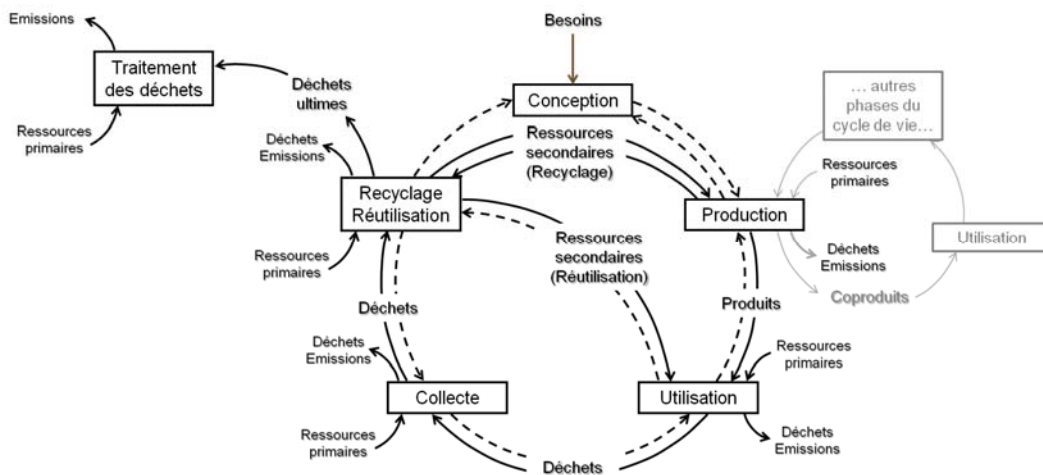 Emissions
Besoins
Traitement
des déchets
Déchets
ultimes
Conception
… autres
phases du
cycle de vie…
Ressources
primaires
Déchets
Emissions
Ressources
secondaires
(Recyclage)
Recyclage
Réutilisation
Ressources
primaires
Production
Utilisation
Ressources
primaires
Ressources
secondaires
(Réutilisation)
Déchets
Emissions
Coproduits
Déchets
Produits
Déchets
Emissions
Ressources
primaires
Collecte
Utilisation
Ressources
primaires
Déchets
Emissions
Déchets